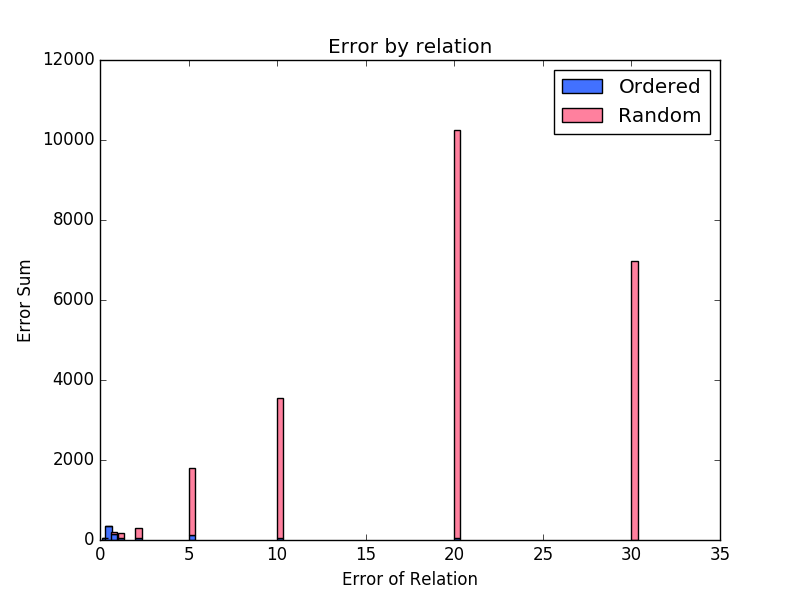 Error by relation
Ordered
Random
12000
10000
8000
6000
4000
2000
0
Error Sum
0 5 10 15 20 25 30 35
Error of Relation